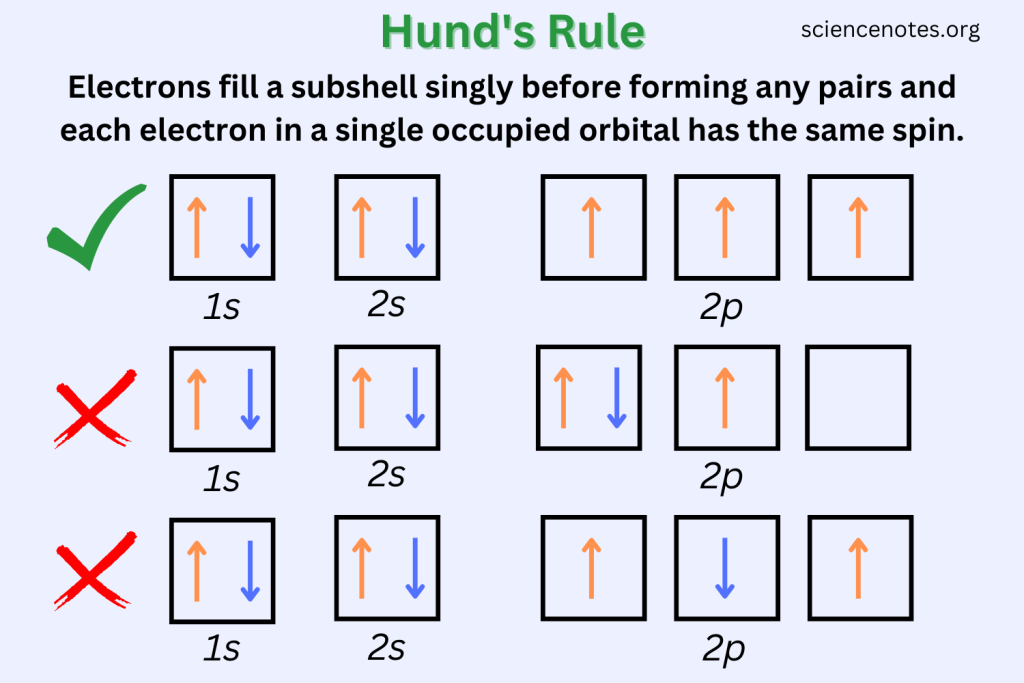 Hund's Rule
sciencenotes.org
Electrons fill a subshell singly before forming any pairs and
each electron in a single occupied orbital has the same spin.
1s 2s 2p
1s 2s 2p
1s 2s 2p